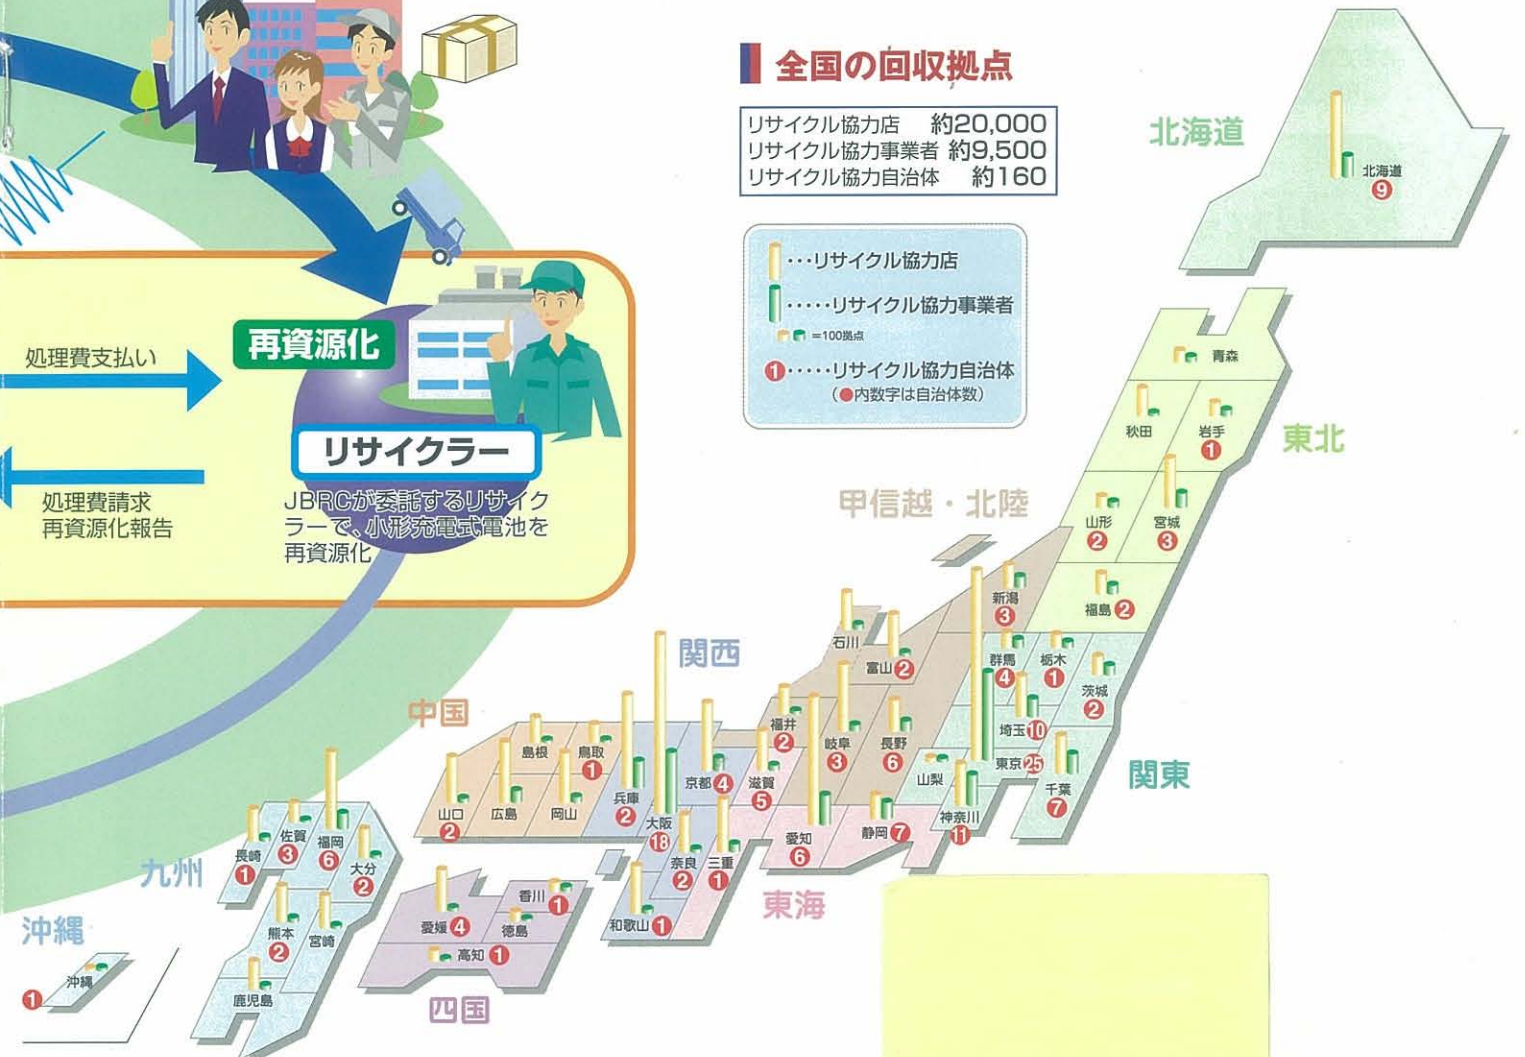 全国の回収拠点
リサイクル協力店 約20,000
リサイクル協力事業者 約9,500
リサイクル協力自治体 約160
･･･リサイクル協力店
･････リサイクル協力事業者
=100拠点
1･････リサイクル協力自治体
(●内数字は自治体数)
処理費支払い
再資源化
リサイクラー
処理費請求
再資源化報告
JBRCが委託するリサイク
ラーで、小形充電式電池を
再資源化
北海道
北海道
9
東北
青森
秋田
岩手
1
山形
2
宮城
3
福島 2
甲信越・北陸
新潟
3
石川
富山 2
福井
2
岐阜
3
長野
6
山梨
関東
群馬
4
栃木
1
茨城
2
埼玉 10
東京 25
千葉
7
神奈川
11
東海
静岡 7
愛知
6
三重
1
関西
滋賀
5
京都 4
兵庫
2
大阪
18
奈良
2
和歌山 1
中国
鳥取
1
島根
岡山
広島
山口
2
四国
香川 1
徳島
愛媛 4
高知 1
九州
福岡
6
佐賀
3
長崎
1
大分
2
熊本
2
宮崎
鹿児島
沖縄
沖縄
1